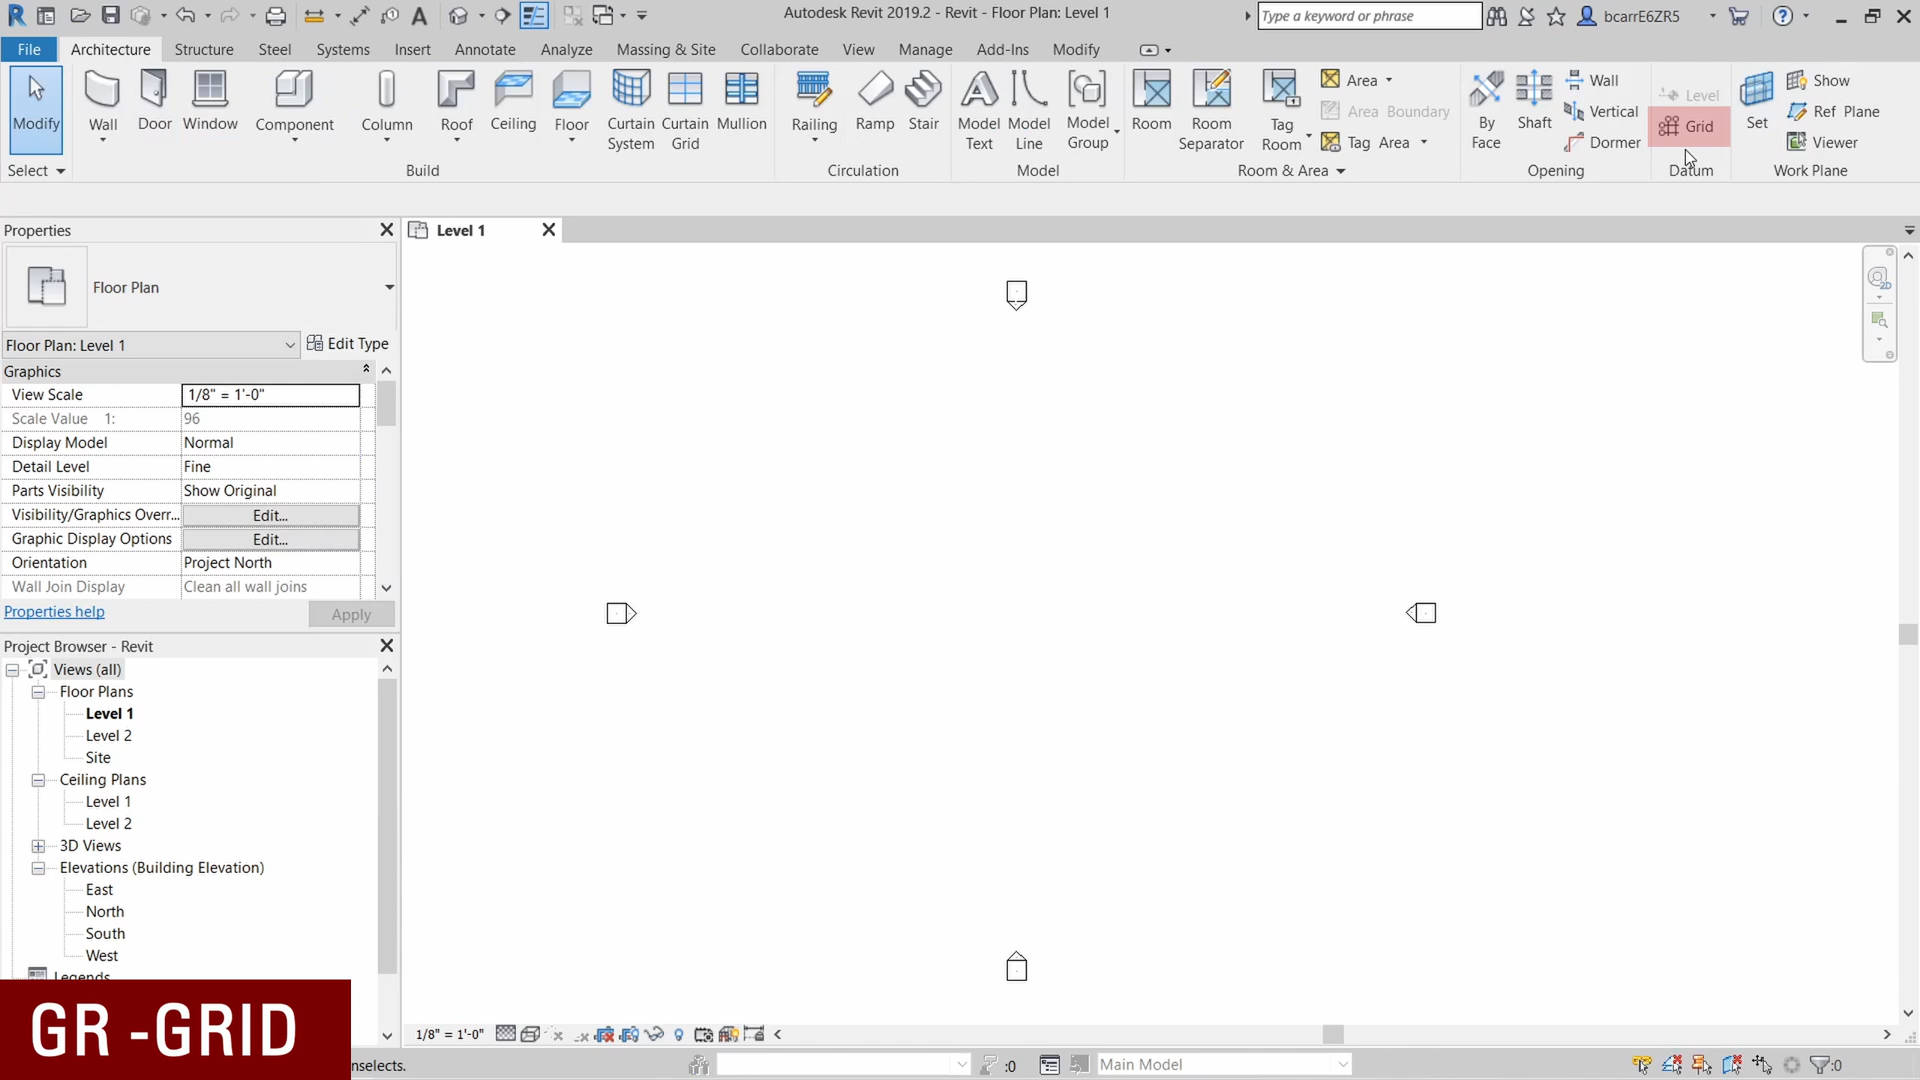 Autodesk Revit 2019.2 - Revit - Floor Plan: Level 1
Type a keyword or phrase
bcarrE6ZR5
File Architecture Structure Steel Systems Insert Annotate Analyze Massing & Site Collaborate View Manage Add-Ins Modify
Modify
Wall
Door
Window
Component
Column
Roof
Ceiling
Floor
Curtain System
Curtain Grid
Mullion
Railing
Ramp
Stair
Model Text
Model Line
Model Group
Room
Room Separator
Tag Room
Area
Area Boundary
Tag Area
By Face
Shaft
Wall
Vertical
Dormer
Level
Grid
Set
Show
Ref Plane
Viewer
Select
Build
Circulation
Model
Room & Area
Opening
Datum
Work Plane
Properties
Level 1
Floor Plan
Floor Plan: Level 1
Edit Type
Graphics
View Scale 1/8" = 1'-0"
Scale Value 1: 96
Display Model Normal
Detail Level Fine
Parts Visibility Show Original
Visibility/Graphics Overr... Edit...
Graphic Display Options Edit...
Orientation Project North
Wall Join Display Clean all wall joins
Properties help
Apply
Project Browser - Revit
Views (all)
Floor Plans
Level 1
Level 2
Site
Ceiling Plans
Level 1
Level 2
3D Views
Elevations (Building Elevation)
East
North
South
West
Legends
GR -GRID
1/8" = 1'-0"
nselects.
:0
Main Model
:0
2D